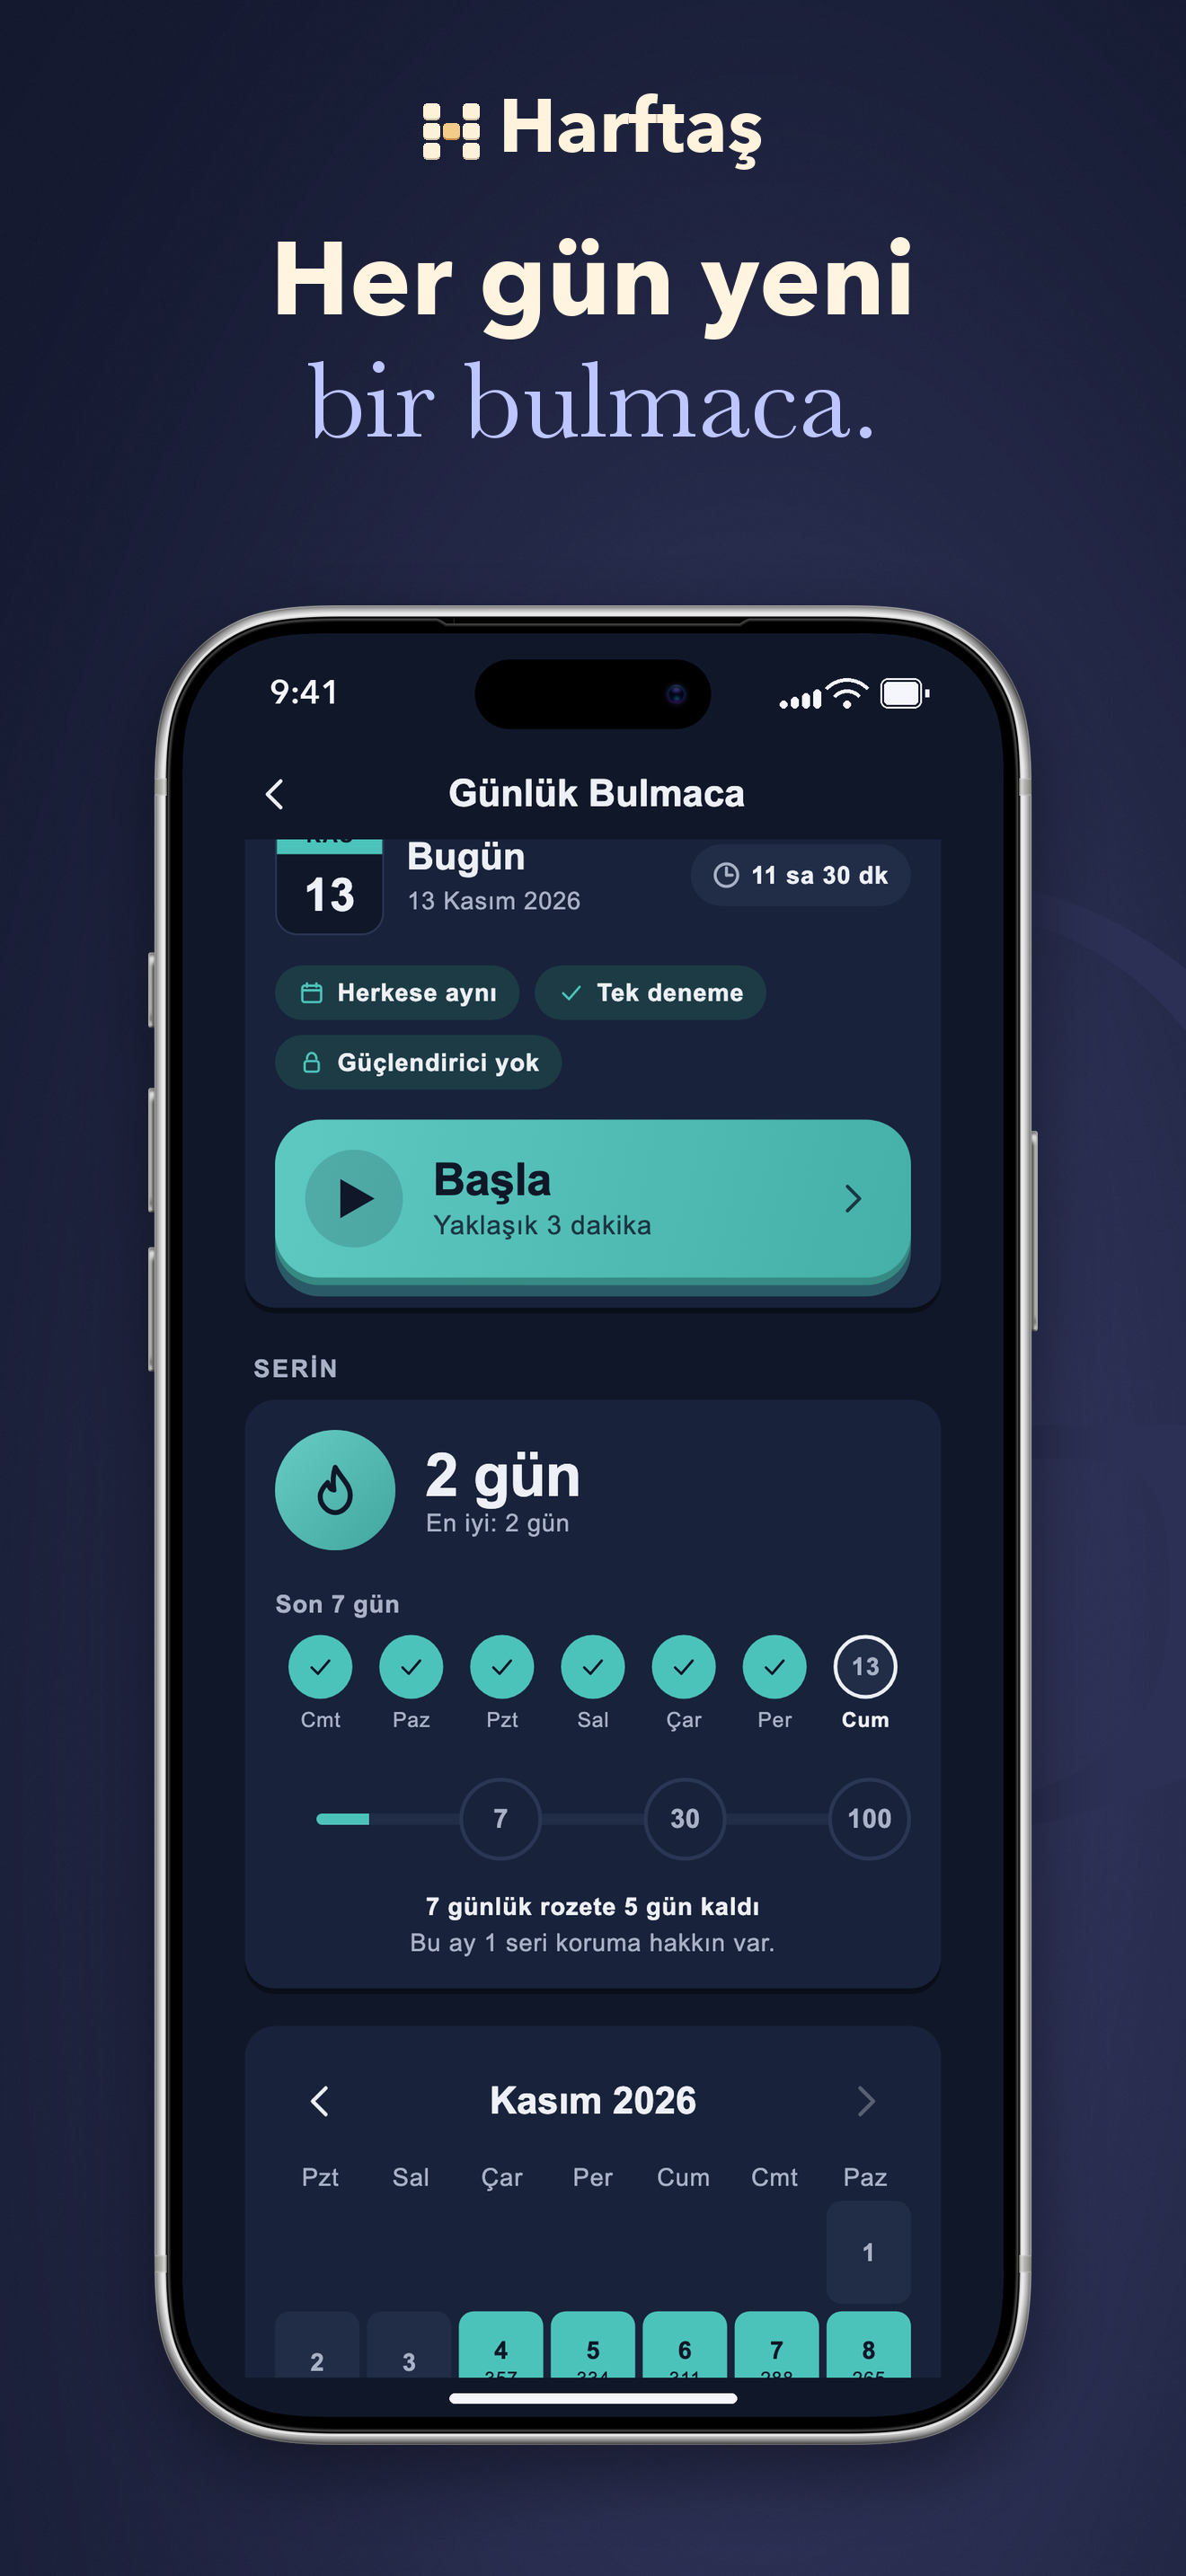 Harftaş
Her gün yeni
bir bulmaca.
9:41
Günlük Bulmaca
13
Bugün
13 Kasım 2026
11 sa 30 dk
Herkese aynı
Tek deneme
Güçlendirici yok
Başla
Yaklaşık 3 dakika
SERİN
2 gün
En iyi: 2 gün
Son 7 gün
13
Cmt Paz Pzt Sal Çar Per Cum
7 30 100
7 günlük rozete 5 gün kaldı
Bu ay 1 seri koruma hakkın var.
Kasım 2026
Pzt Sal Çar Per Cum Cmt Paz
1
2 3 4 5 6 7 8